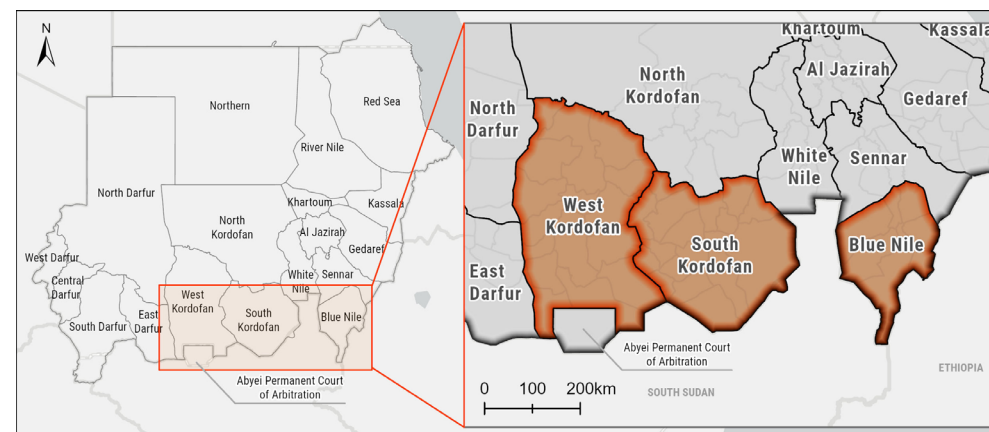 N
Northern
Red Sea
River Nile
North Darfur
Khartoum
Kassala
North
Kordofan
Al Jazirah
Gedaref
West Darfur
Central
Darfur
White
Nile
Sennar
West
Kordofan
South
Kordofan
Blue Nile
East
Darfur
South Darfur
Abyei Permanent Court
of Arbitration
Khartoum
Kassala
North
Kordofan
Al Jazirah
Gedaref
North
Darfur
White
Nile
Sennar
West
Kordofan
South
Kordofan
Blue Nile
East
Darfur
Abyei Permanent Court
of Arbitration
0 100 200km
SOUTH SUDAN
ETHIOPIA